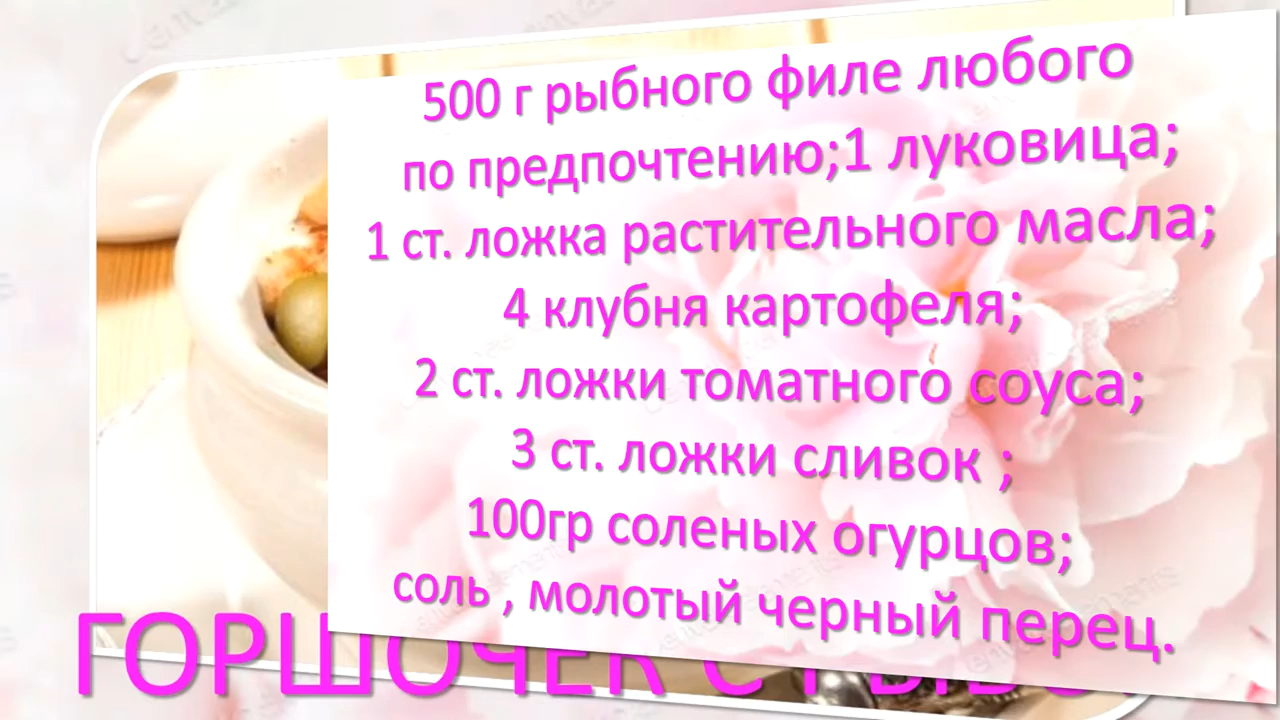 500 г рыбного филе любого
по предпочтению;1 луковица;
1 ст. ложка растительного масла;
4 клубня картофеля;
2 ст. ложки томатного соуса;
3 ст. ложки сливок ;
100гр соленых огурцов;
соль , молотый черный перец.
ГОРШОЧЕК С